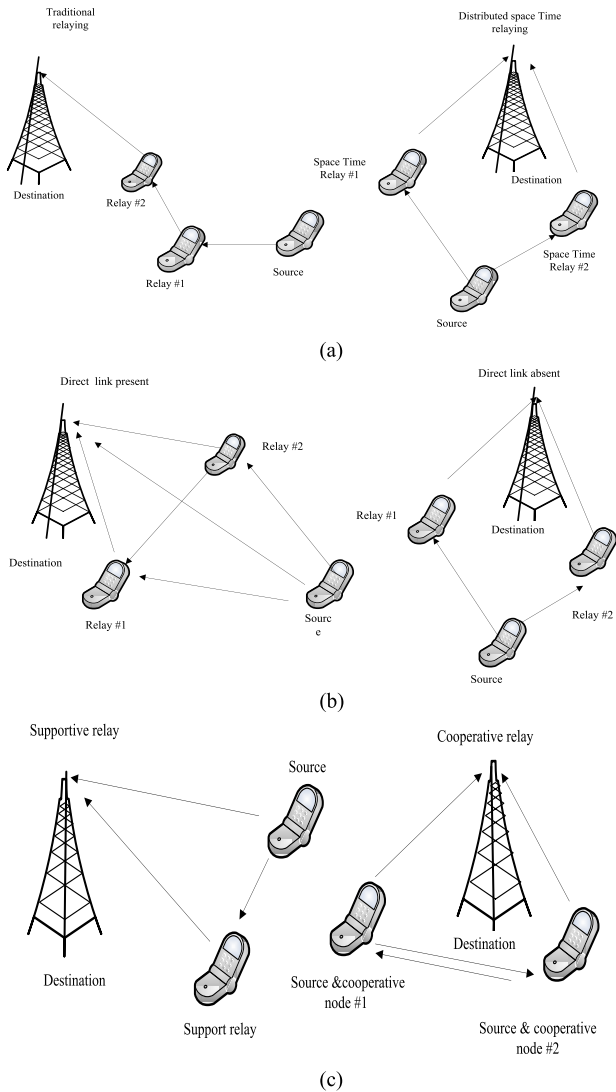 Traditional
relaying
Destination
Relay #2
Relay #1
Source
Distributed space Time
relaying
Space Time
Relay #1
Destination
Space Time
Relay #2
Source
(a)
Direct link present
Relay #2
Destination
Relay #1
Sourc
e
Direct link absent
Relay #1
Destination
Relay #2
Source
(b)
Supportive relay
Source
Destination
Support relay
Cooperative relay
Destination
Source &cooperative
node #1
Source & cooperative
node #2
(c)